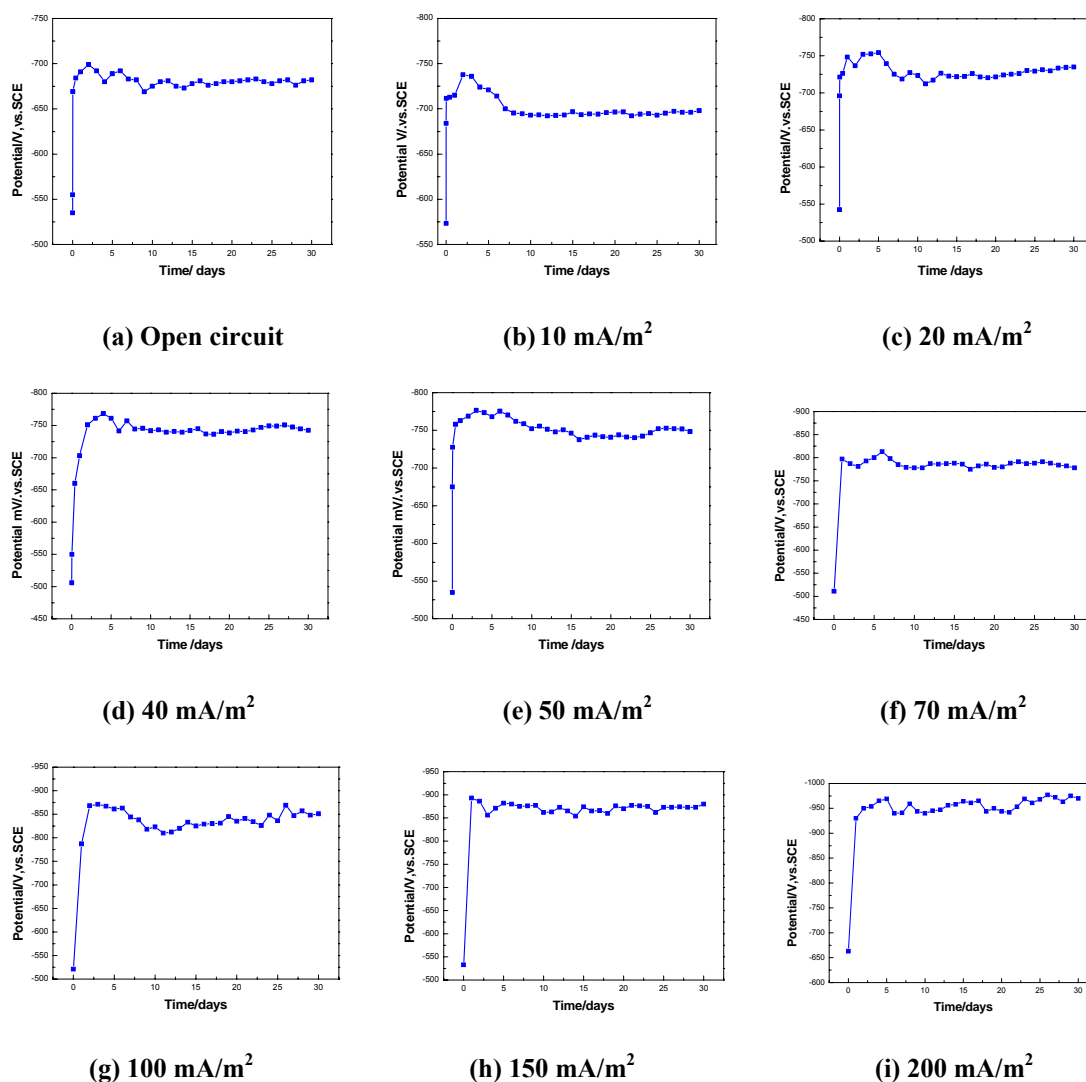 -750
-700
-650
-600
-550
-500
Potential/V,vs.SCE
0 5 10 15 20 25 30
Time/ days
(a) Open circuit
-800
-750
-700
-650
-600
-550
Potential V/.vs.SCE
0 5 10 15 20 25 30
Time /days
(b) 10 mA/m²
-800
-750
-700
-650
-600
-550
-500
Potential/V.vs.SCE
0 5 10 15 20 25 30
Time /days
(c) 20 mA/m²
-800
-750
-700
-650
-600
-550
-500
-450
Potential mV/.vs.SCE
0 5 10 15 20 25 30
Time /days
(d) 40 mA/m²
-800
-750
-700
-650
-600
-550
-500
Potential mV/.vs.SCE
0 5 10 15 20 25 30
Time /days
(e) 50 mA/m²
-900
-850
-800
-750
-700
-650
-600
-550
-500
-450
Potential/V,vs.SCE
0 5 10 15 20 25 30
Time/days
(f) 70 mA/m²
-950
-900
-850
-800
-750
-700
-650
-600
-550
-500
Potential/V,vs.SCE
0 5 10 15 20 25 30
Time/days
(g) 100 mA/m²
-950
-900
-850
-800
-750
-700
-650
-600
-550
-500
Potential/V,vs.SCE
0 5 10 15 20 25 30
Time/days
(h) 150 mA/m²
-1000
-950
-900
-850
-800
-750
-700
-650
-600
Potential/V,vs.SCE
0 5 10 15 20 25 30
Time/days
(i) 200 mA/m²